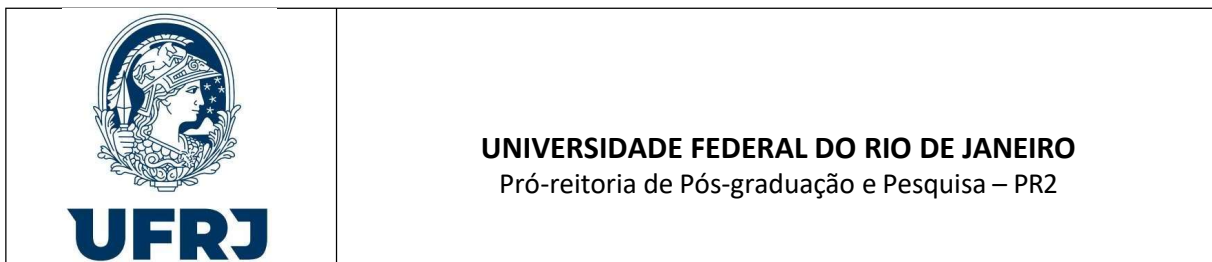 UFRJ
UNIVERSIDADE FEDERAL DO RIO DE JANEIRO
Pró-reitoria de Pós-graduação e Pesquisa – PR2